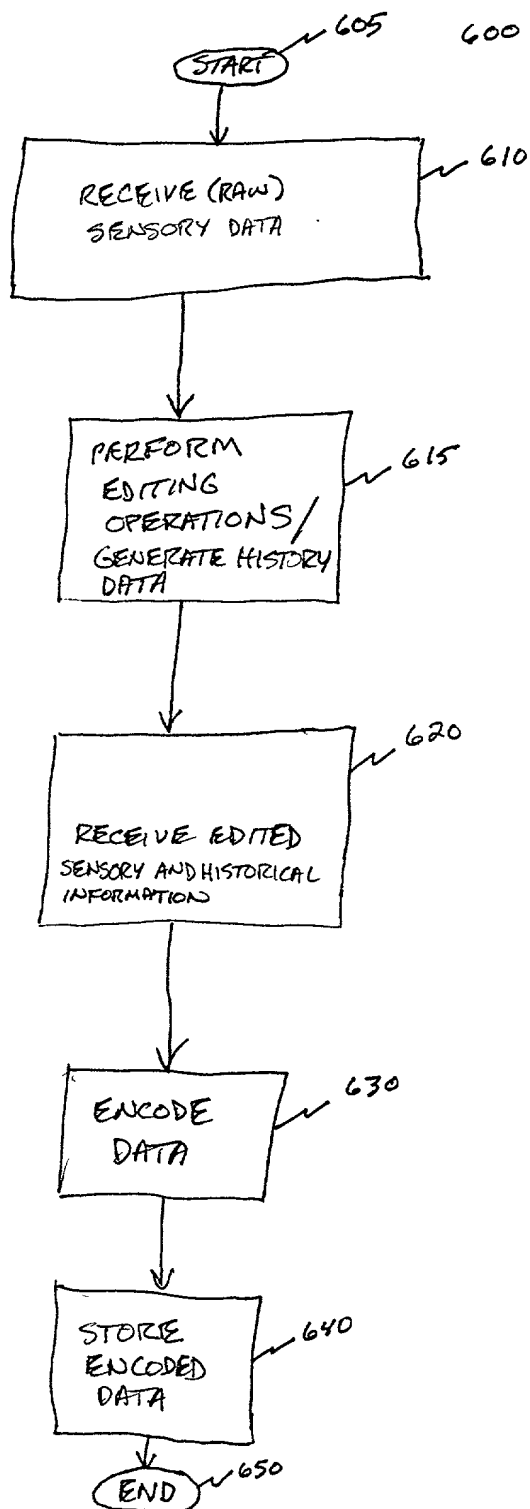 605
600
START
610
RECEIVE (RAW)
SENSORY DATA
615
PERFORM
EDITING
OPERATIONS/
GENERATE HISTORY
DATA
620
RECEIVE EDITED
SENSORY AND HISTORICAL
INFORMATION
630
ENCODE
DATA
640
STORE
ENCODED
DATA
650
END